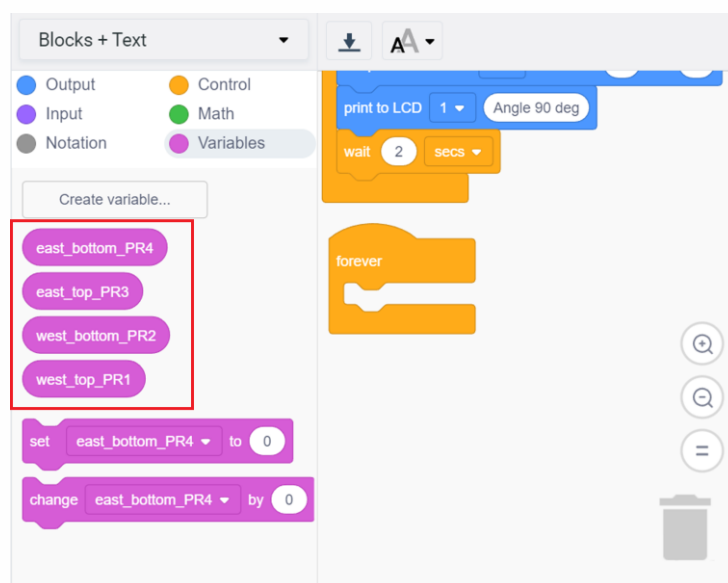 Blocks + Text
Output
Control
Input
Math
Notation
Variables
Create variable...
east_bottom_PR4
east_top_PR3
west_bottom_PR2
west_top_PR1
set east_bottom_PR4 to 0
change east_bottom_PR4 by 0
AA
print to LCD 1 Angle 90 deg
wait 2 secs
forever